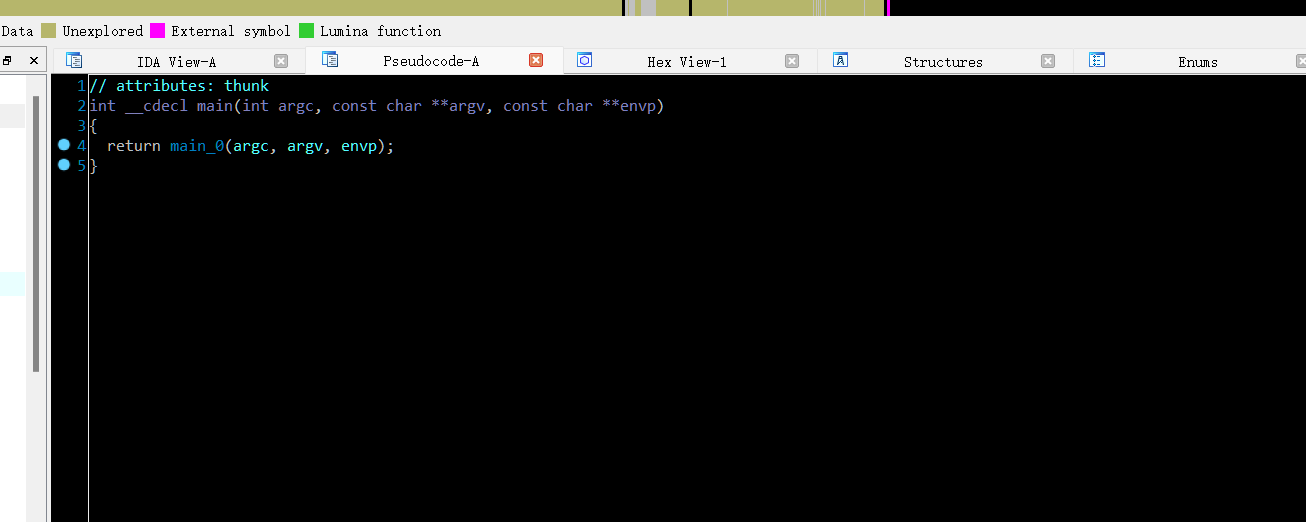 Data Unexplored External symbol Lumina function
IDA View-A Pseudocode-A Hex View-1 Structures Enums
1 // attributes: thunk
2 int __cdecl main(int argc, const char **argv, const char **envp)
3 {
4 return main_0(argc, argv, envp);
5 }